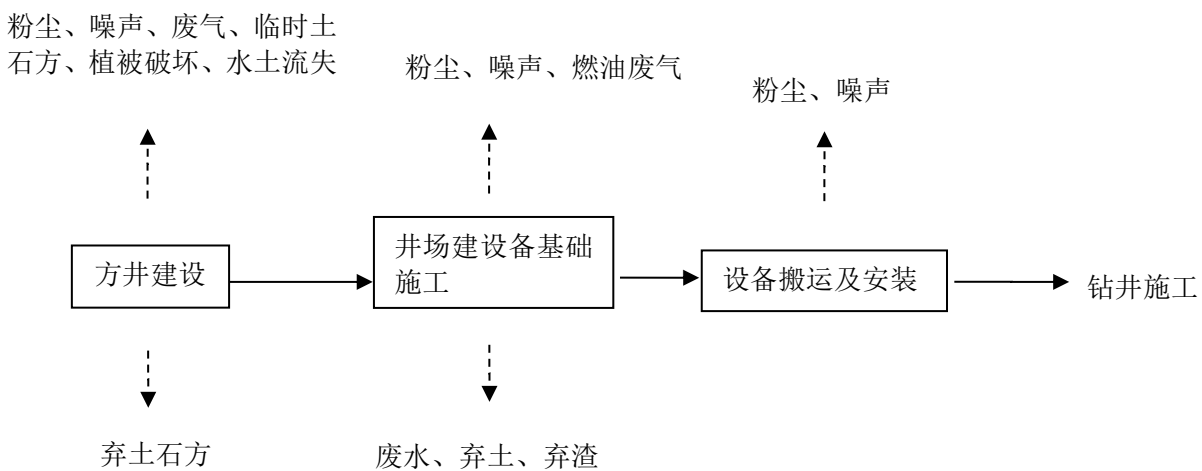 粉尘、噪声、废气、临时土
石方、植被破坏、水土流失
粉尘、噪声、燃油废气
粉尘、噪声
方井建设
井场建设备基础
施工
设备搬运及安装
钻井施工
弃土石方
废水、弃土、弃渣